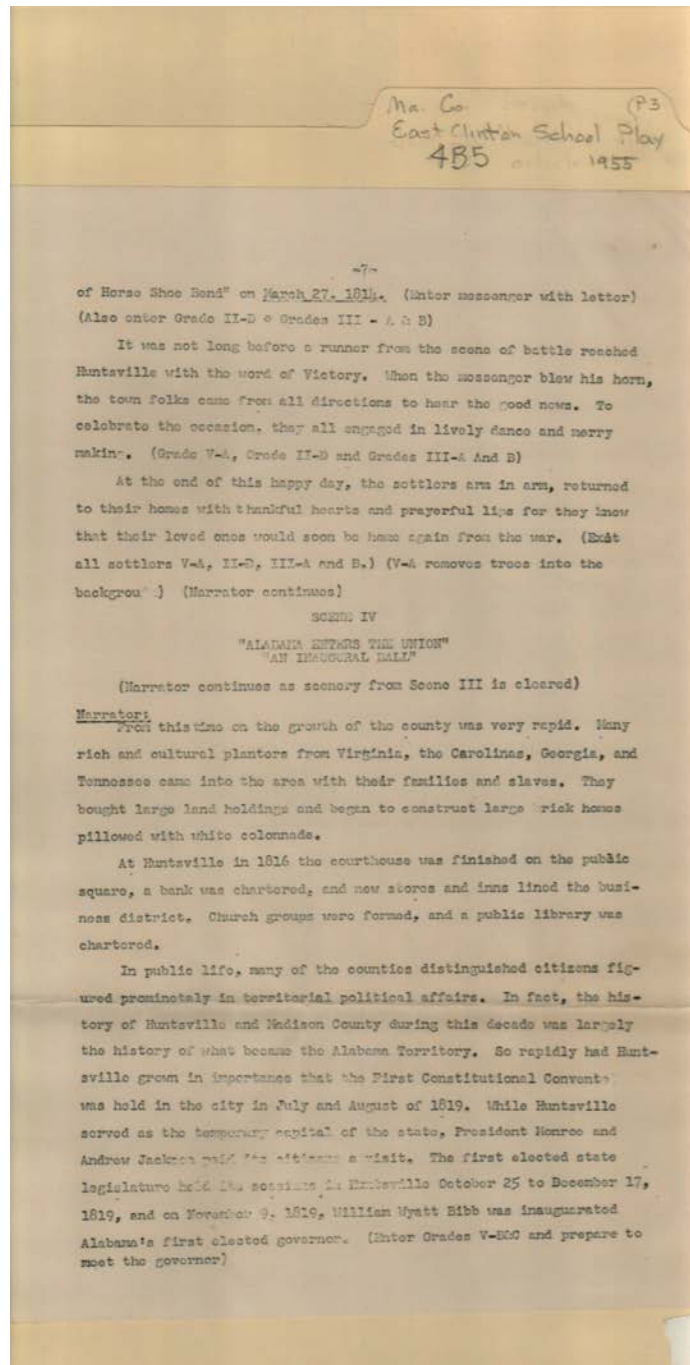 Ma. Co. (P3
East Clinton School Play
4B5 1955
-7-
of Horse Shoe Bend" on March 27. 1814. (Enter messenger with letter)
(Also enter Grade II-D & Grades III - A & B)
It was not long before a runner from the scene of battle reached
Huntsville with the word of Victory. When the messenger blew his horn,
the town folks came from all directions to hear the good news. To
celebrate the occasion, they all engaged in lively dance and merry
making. (Grade V-A, Grade II-D and Grades III-A And B)
At the end of this happy day, the settlers arm in arm, returned
to their homes with thankful hearts and prayerful lips for they knew
that their loved ones would soon be home again from the war. (Exit
all settlers V-A, II-D, III-A and B.) (V-A removes trees into the
backgrou .) (Narrator continues)
SCENE IV
"ALABAMA ENTERS THE UNION"
"AN INAUGURAL BALL"
(Narrator continues as scenery from Scene III is cleared)
Narrator:
From this time on the growth of the county was very rapid. Many
rich and cultural planters from Virginia, the Carolinas, Georgia, and
Tennessee came into the area with their families and slaves. They
bought large land holdings and began to construct large rick homes
pillowed with white colonnade.
At Huntsville in 1816 the courthouse was finished on the public
square, a bank was chartered, and new stores and inns lined the busi-
ness district. Church groups were formed, and a public library was
chartered.
In public life, many of the counties distinguished citizens fig-
ured prominotaly in territorial political affairs. In fact, the his-
tory of Huntsville and Madison County during this decade was largely
the history of what became the Alabama Territory. So rapidly had Hunt-
sville grown in importance that the First Constitutional Convent
was held in the city in July and August of 1819. While Huntsville
served as the temporary capital of the state, President Monroe and
Andrew Jackson paid its citizens a visit. The first elected state
legislature held its sessions in Huntsville October 25 to December 17,
1819, and on November 9. 1819, William Wyatt Bibb was inauguarated
Alabama's first elected governor. (Enter Grades V-B&C and prepare to
meet the governor)